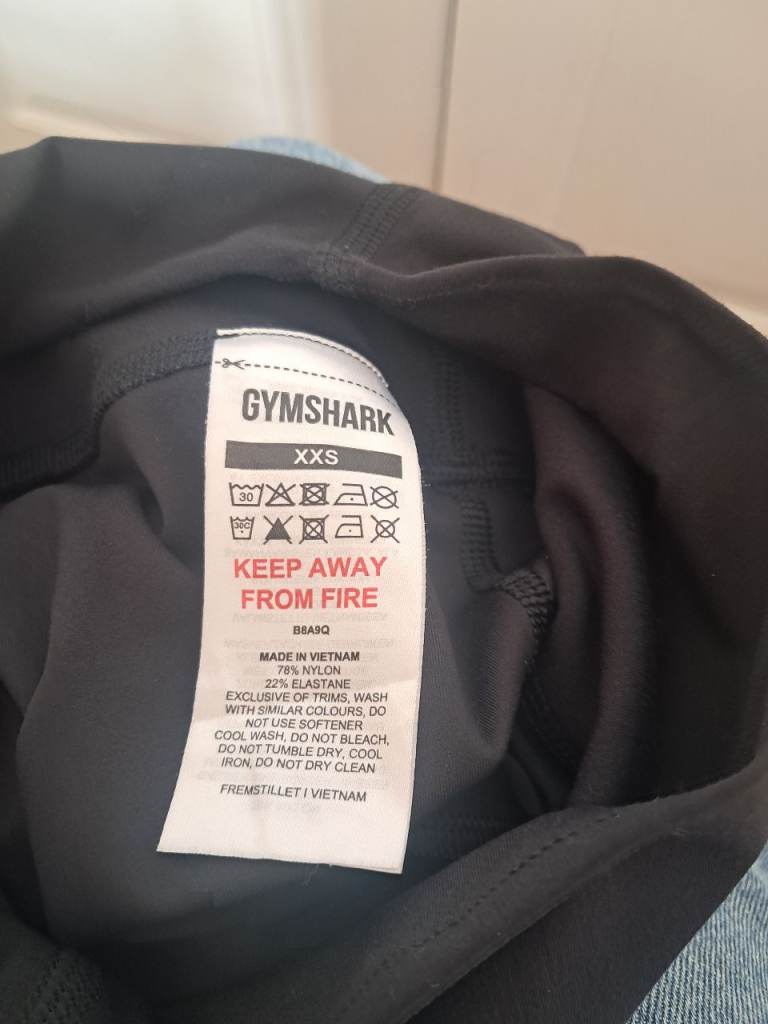 GYMSHARK
XXS
30
30C
KEEP AWAY
FROM FIRE
B8A9Q
MADE IN VIETNAM
78% NYLON
22% ELASTANE
EXCLUSIVE OF TRIMS, WASH
WITH SIMILAR COLOURS, DO
NOT USE SOFTENER
COOL WASH, DO NOT BLEACH,
DO NOT TUMBLE DRY, COOL
IRON, DO NOT DRY CLEAN
FREMSTILLET I VIETNAM